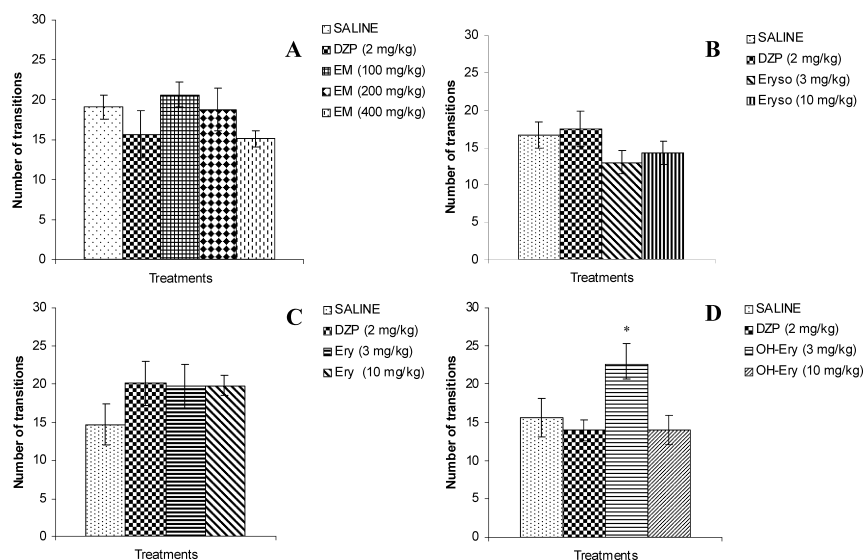 30
25
20
15
10
5
0
Number of transitions
Treatments
A
SALINE
DZP (2 mg/kg)
EM (100 mg/kg)
EM (200 mg/kg)
EM (400 mg/kg)
30
25
20
15
10
5
0
Number of transitions
Treatments
B
SALINE
DZP (2 mg/kg)
Eryso (3 mg/kg)
Eryso (10 mg/kg)
30
25
20
15
10
5
0
Number of transitions
Treatments
C
SALINE
DZP (2 mg/kg)
Ery (3 mg/kg)
Ery (10 mg/kg)
30
25
20
15
10
5
0
Number of transitions
*
Treatments
D
SALINE
DZP (2 mg/kg)
OH-Ery (3 mg/kg)
OH-Ery (10 mg/kg)